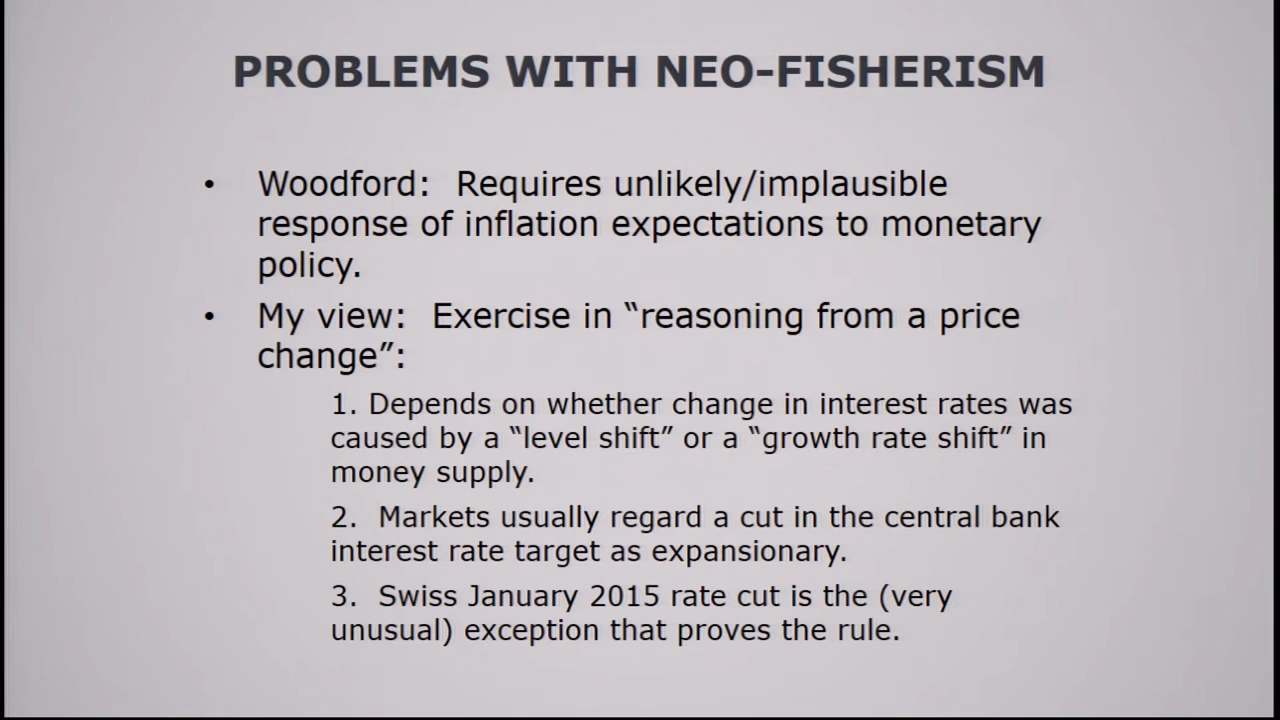 PROBLEMS WITH NEO-FISHERISM
• Woodford:  Requires unlikely/implausible
response of inflation expectations to monetary
policy.
• My view:  Exercise in “reasoning from a price
change”:
1. Depends on whether change in interest rates was
caused by a “level shift” or a “growth rate shift” in
money supply.
2.  Markets usually regard a cut in the central bank
interest rate target as expansionary.
3.  Swiss January 2015 rate cut is the (very
unusual) exception that proves the rule.